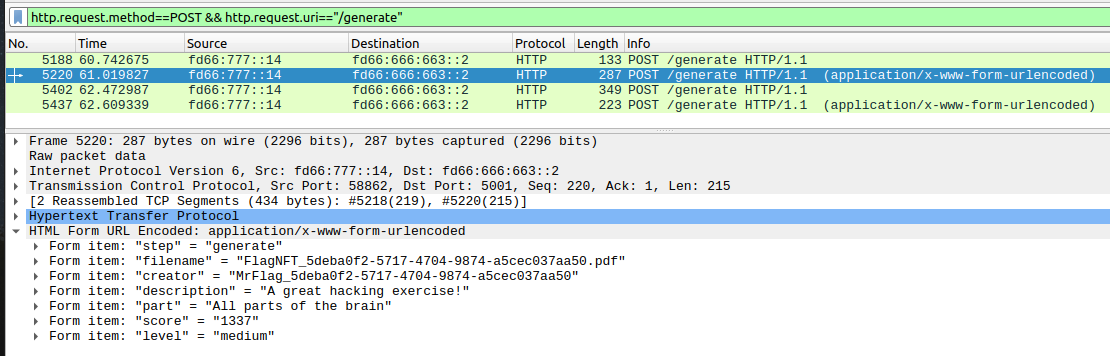 http.request.method==POST && http.request.uri=="/generate"
No. Time Source Destination Protocol Length Info
5188 60.742675 fd66:777::14 fd66:666:663::2 HTTP 133 POST /generate HTTP/1.1
5220 61.019827 fd66:777::14 fd66:666:663::2 HTTP 287 POST /generate HTTP/1.1 (application/x-www-form-urlencoded)
5402 62.472987 fd66:777::14 fd66:666:663::2 HTTP 349 POST /generate HTTP/1.1
5437 62.609339 fd66:777::14 fd66:666:663::2 HTTP 223 POST /generate HTTP/1.1 (application/x-www-form-urlencoded)
Frame 5220: 287 bytes on wire (2296 bits), 287 bytes captured (2296 bits)
Raw packet data
Internet Protocol Version 6, Src: fd66:777::14, Dst: fd66:666:663::2
Transmission Control Protocol, Src Port: 58862, Dst Port: 5001, Seq: 220, Ack: 1, Len: 215
[2 Reassembled TCP Segments (434 bytes): #5218(219), #5220(215)]
Hypertext Transfer Protocol
HTML Form URL Encoded: application/x-www-form-urlencoded
Form item: "step" = "generate"
Form item: "filename" = "FlagNFT_5deba0f2-5717-4704-9874-a5cec037aa50.pdf"
Form item: "creator" = "MrFlag_5deba0f2-5717-4704-9874-a5cec037aa50"
Form item: "description" = "A great hacking exercise!"
Form item: "part" = "All parts of the brain"
Form item: "score" = "1337"
Form item: "level" = "medium"